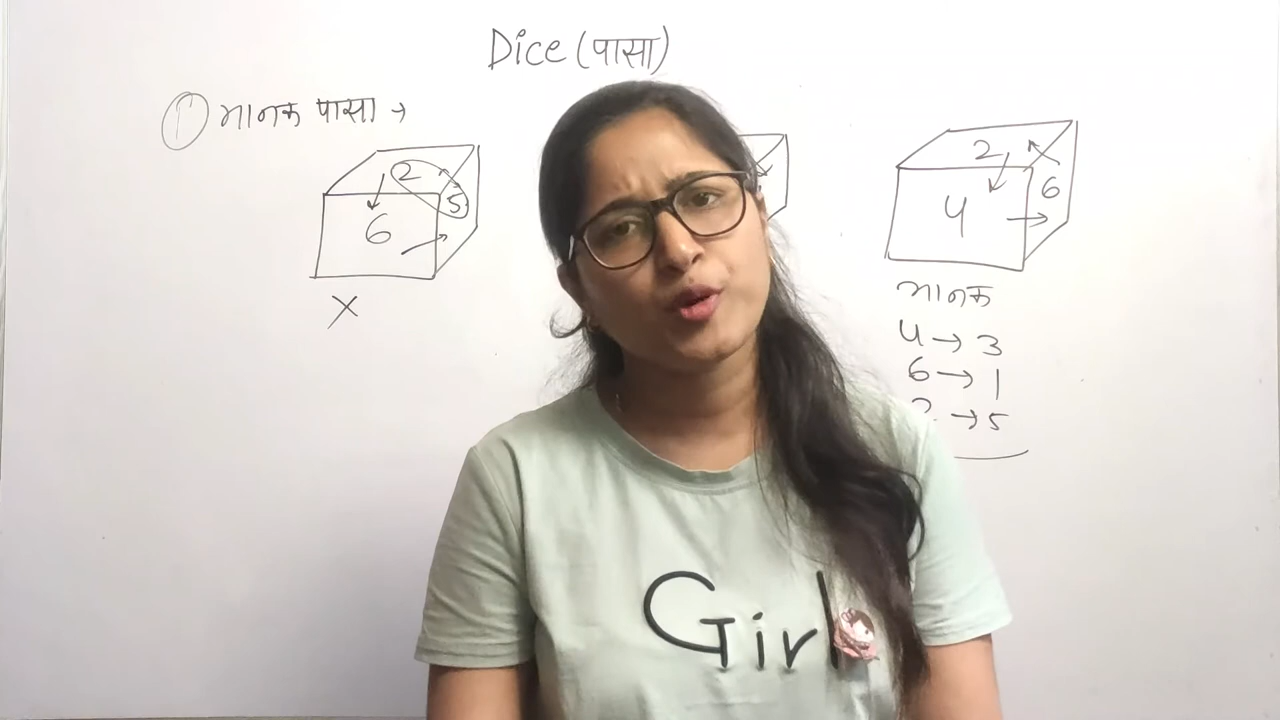 Dice (पासा)
① मानक पासा →
2
5
6
X
2
6
4
मानक
4 → 3
6 → 1
→ 5
Girl